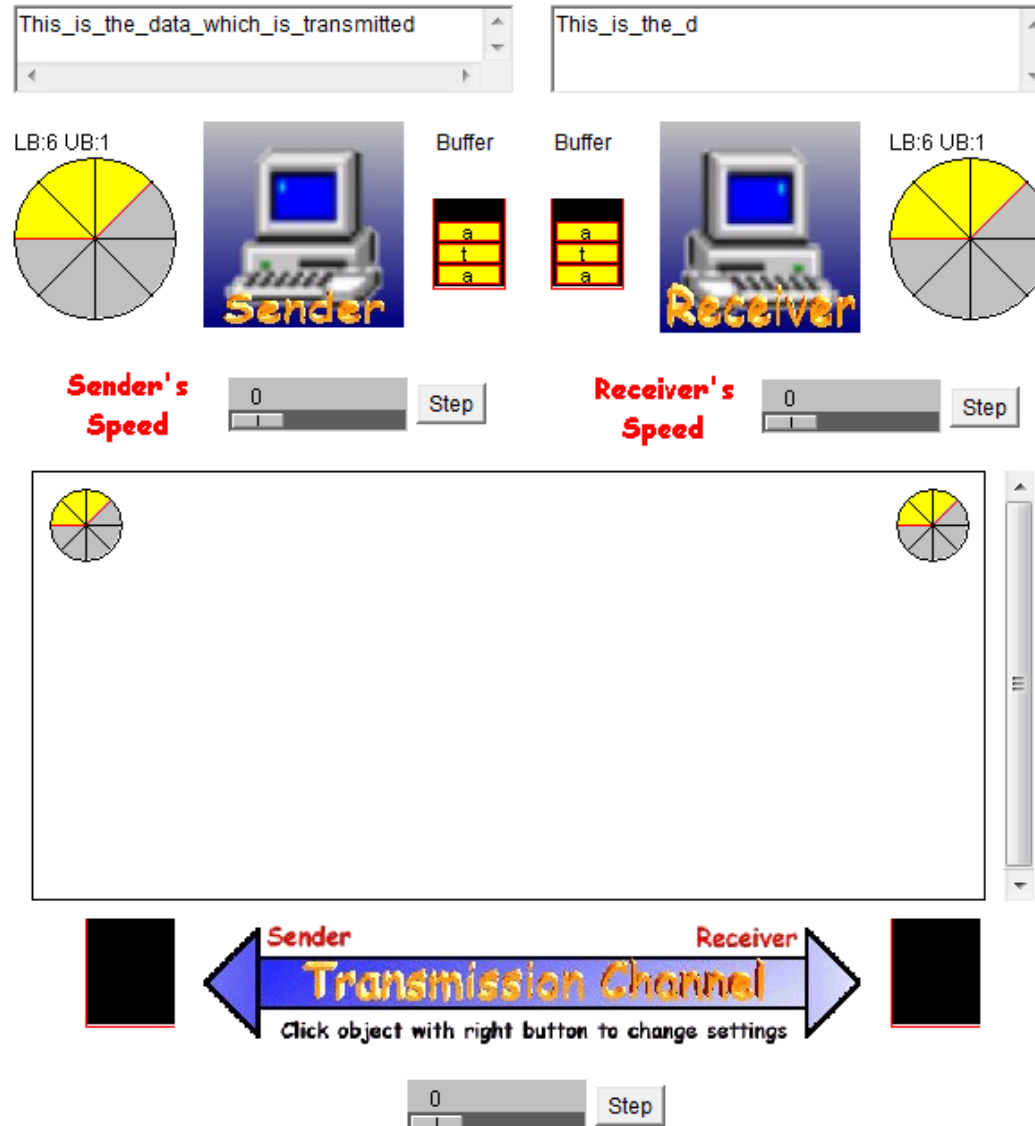 This_is_the_data_which_is_transmitted
This_is_the_d
LB:6 UB:1
Buffer
Buffer
LB:6 UB:1
a
t
a
a
t
a
Sender
Receiver
Sender's
Speed
0
Step
Receiver's
Speed
0
Step
Sender
Receiver
Transmission Channel
Click object with right button to change settings
0
Step